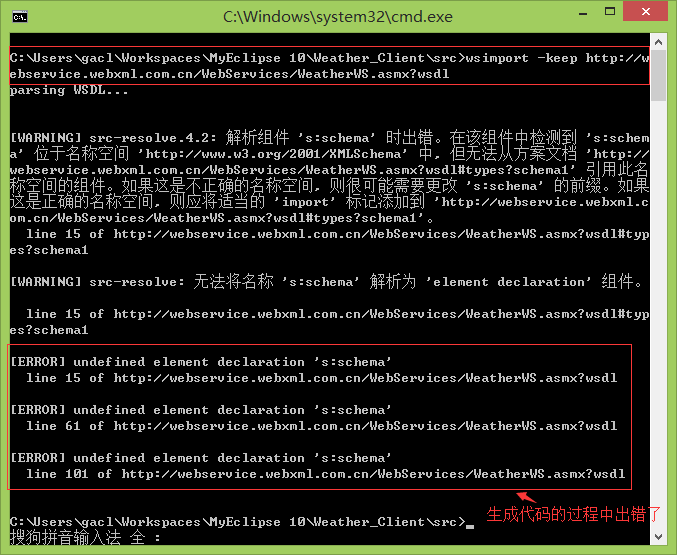 C:\Windows\system32\cmd.exe
C:\Users\gacl\Workspaces\MyEclipse 10\Weather_Client\src>wsimport -keep http://w
ebservice.webxml.com.cn/WebServices/WeatherWS.asmx?wsdl
parsing WSDL...
[WARNING] src-resolve.4.2: 解析组件 's:schema' 时出错。在该组件中检测到 's:schem
a' 位于名称空间 'http://www.w3.org/2001/XMLSchema' 中, 但无法从方案文档 'http://
webservice.webxml.com.cn/WebServices/WeatherWS.asmx?wsdl#types?schema1' 引用此名
称空间的组件。如果这是不正确的名称空间, 则很可能需要更改 's:schema' 的前缀。如果
这是正确的名称空间, 则应将适当的 'import' 标记添加到 'http://webservice.webxml.c
om.cn/WebServices/WeatherWS.asmx?wsdl#types?schema1'。
line 15 of http://webservice.webxml.com.cn/WebServices/WeatherWS.asmx?wsdl#typ
es?schema1
[WARNING] src-resolve: 无法将名称 's:schema' 解析为 'element declaration' 组件。
line 15 of http://webservice.webxml.com.cn/WebServices/WeatherWS.asmx?wsdl#typ
es?schema1
[ERROR] undefined element declaration 's:schema'
line 15 of http://webservice.webxml.com.cn/WebServices/WeatherWS.asmx?wsdl
[ERROR] undefined element declaration 's:schema'
line 61 of http://webservice.webxml.com.cn/WebServices/WeatherWS.asmx?wsdl
[ERROR] undefined element declaration 's:schema'
line 101 of http://webservice.webxml.com.cn/WebServices/WeatherWS.asmx?wsdl
C:\Users\gacl\Workspaces\MyEclipse 10\Weather_Client\src>
生成代码的过程中出错了
搜狗拼音输入法 全 :